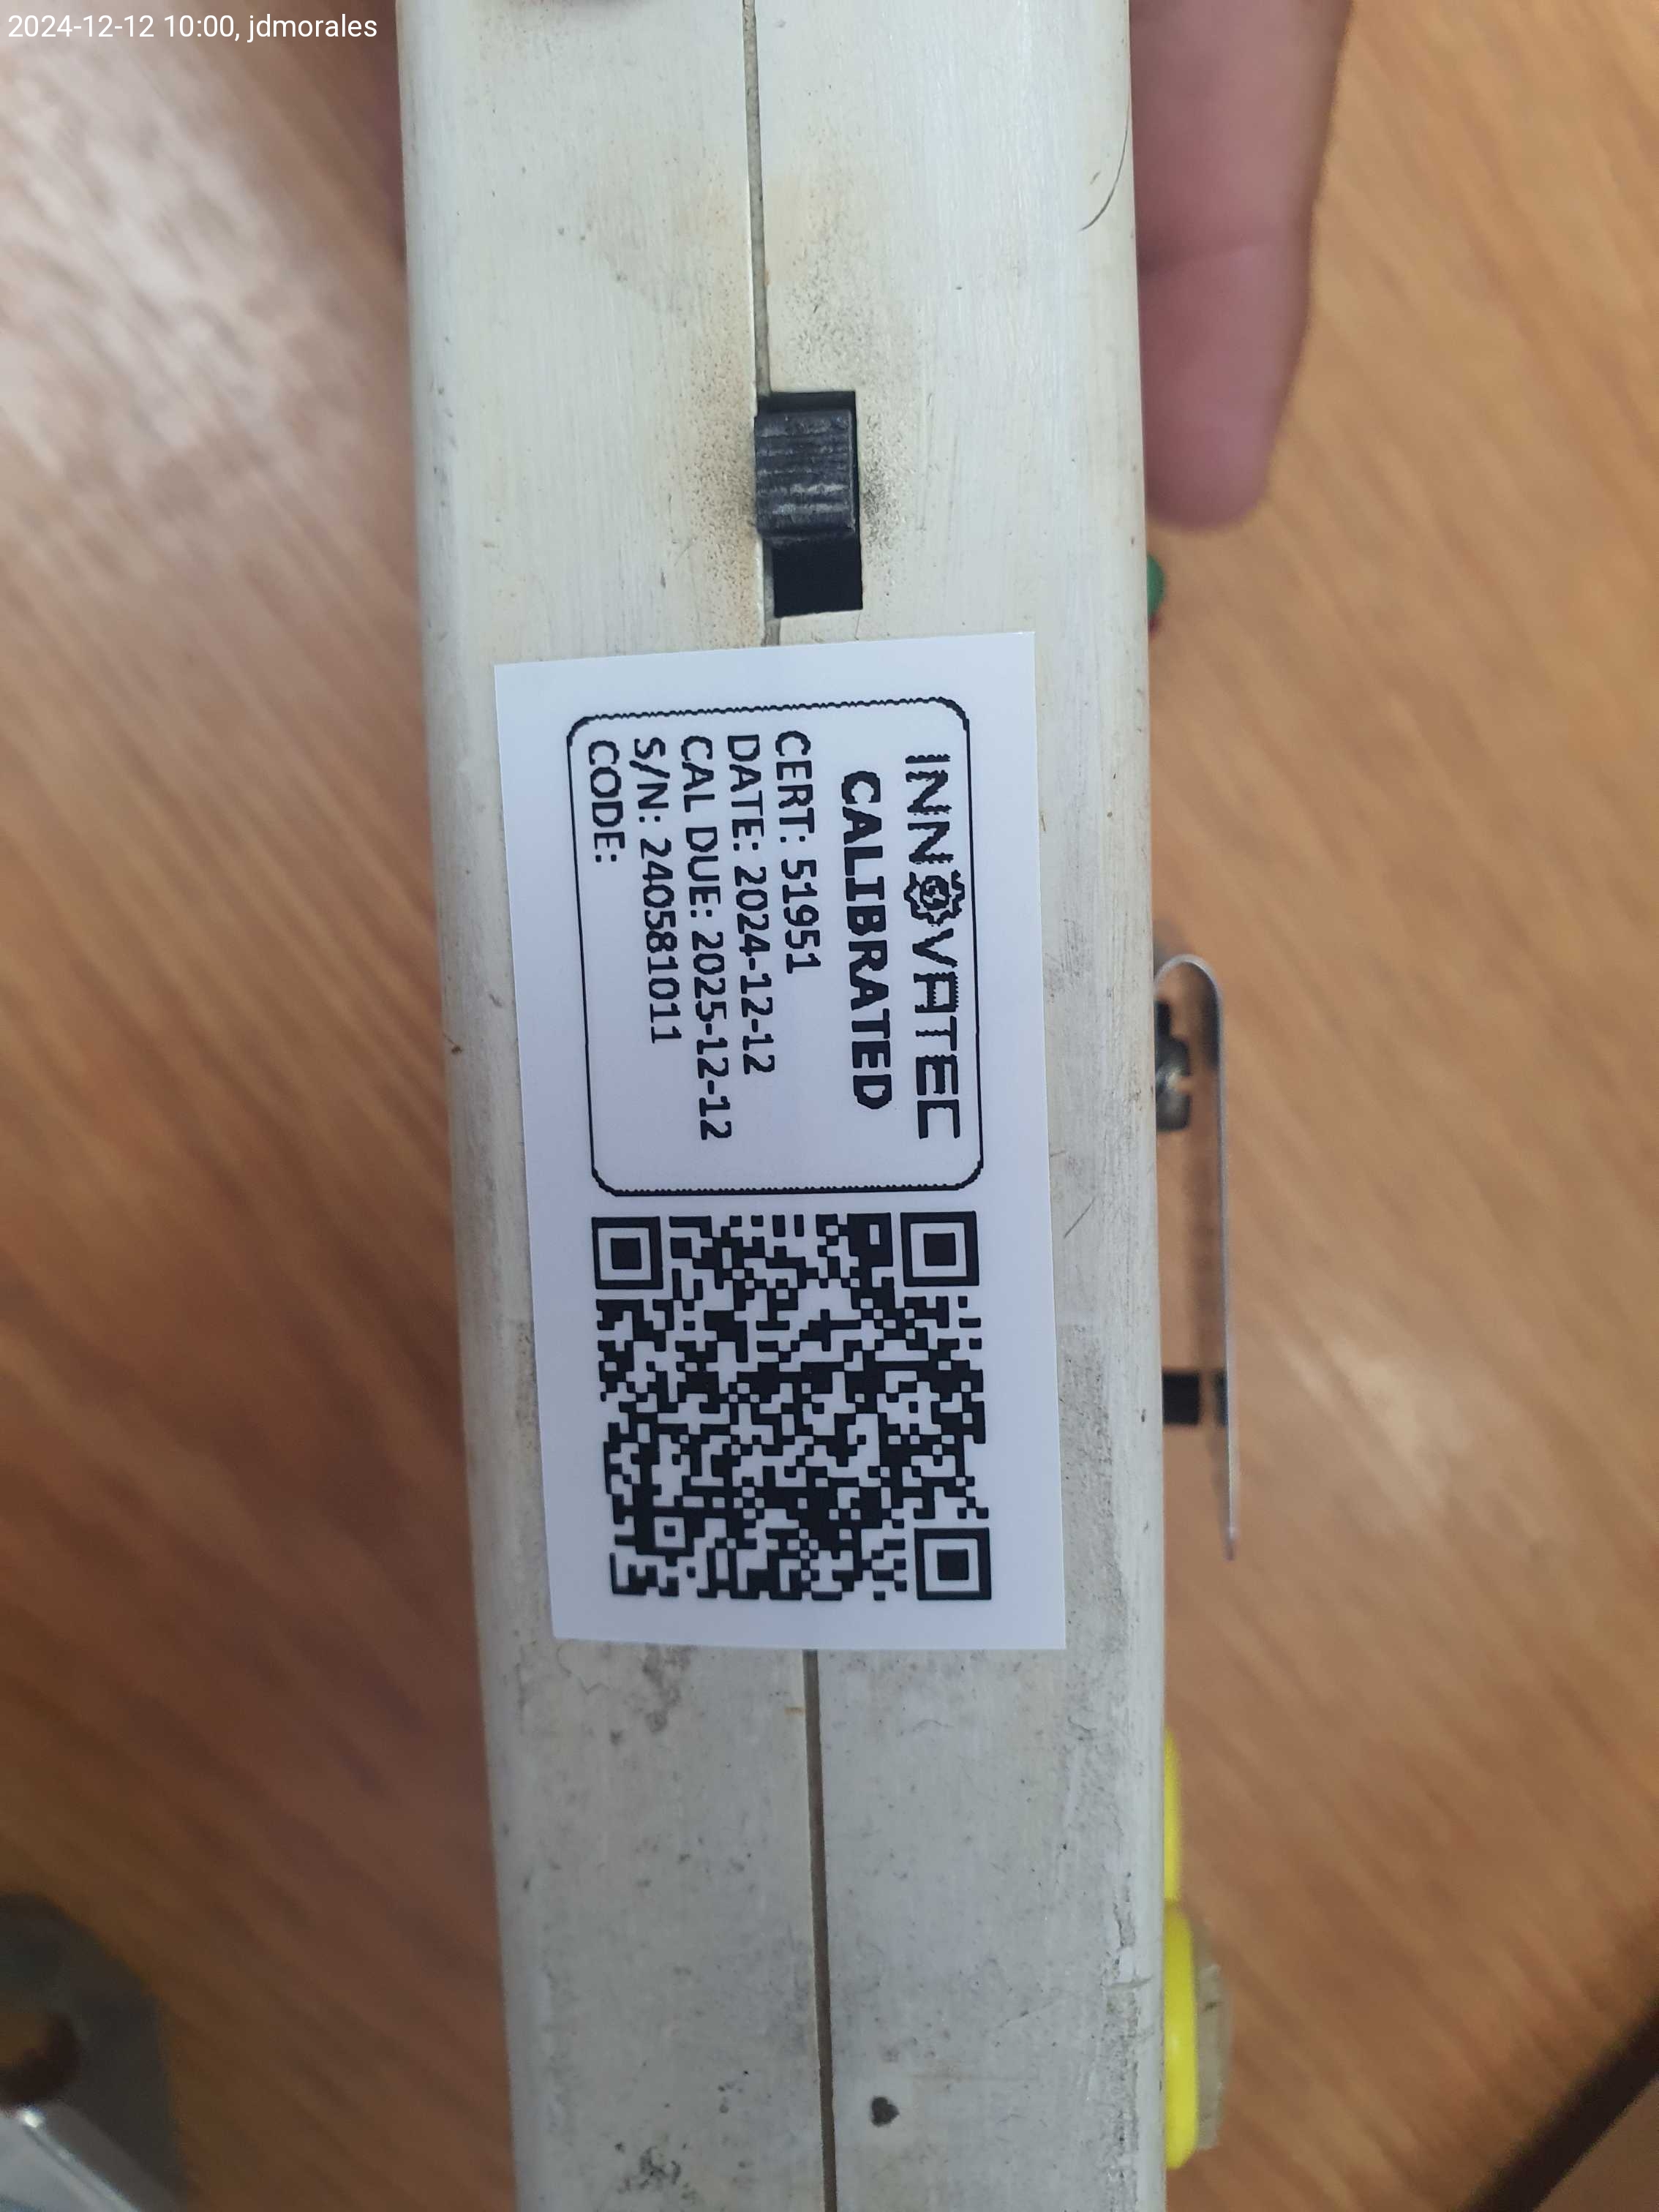 2024-12-12 10:00, jdmorales
INNOVATEC
CALIBRATED
CERT: 51951
DATE: 2024-12-12
CAL DUE: 2025-12-12
S/N: 240581011
CODE: